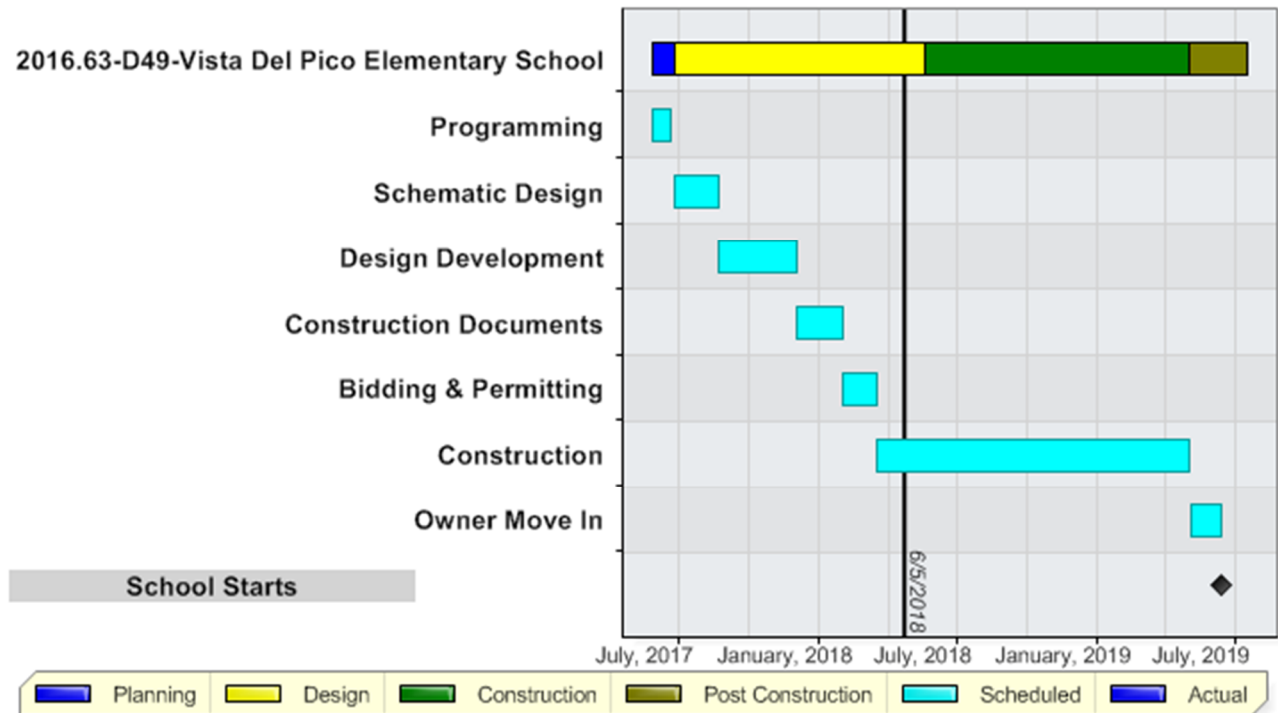 2016.63-D49-Vista Del Pico Elementary School
Programming
Schematic Design
Design Development
Construction Documents
Bidding & Permitting
Construction
Owner Move In
School Starts
6/5/2018
July, 2017 January, 2018 July, 2018 January, 2019 July, 2019
Planning Design Construction Post Construction Scheduled Actual